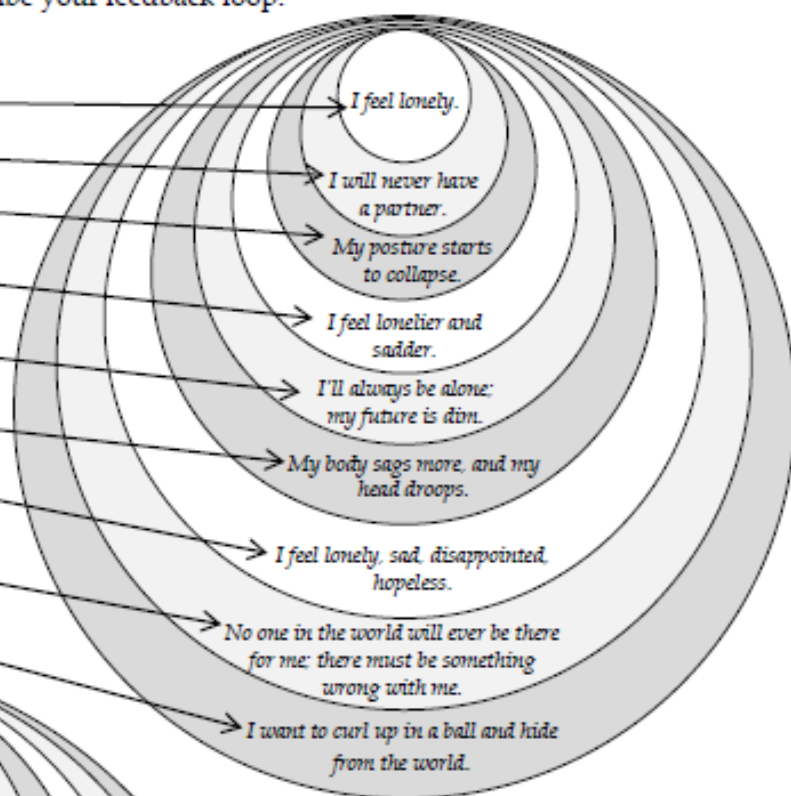 your feedback loop.
I feel lonely.
I will never have
a partner.
My posture starts
to collapse.
I feel lonelier and
sadder.
I'll always be alone;
my future is dim.
My body sags more, and my
head droops.
I feel lonely, sad, disappointed,
hopeless.
No one in the world will ever be there
for me; there must be something
wrong with me.
I want to curl up in a ball and hide
from the world.